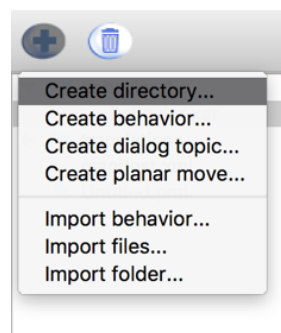 Create directory...
Create behavior...
Create dialog topic...
Create planar move...
Import behavior...
Import files...
Import folder...